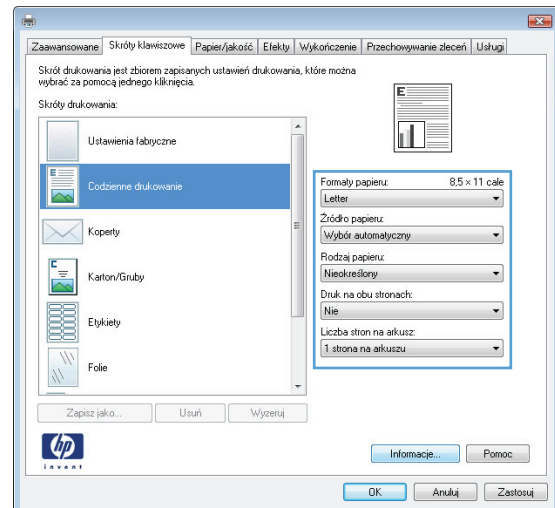 Zaawansowane Skróty klawiszowe Papier/jakość Efekty Wykończenie Przechowywanie zleceń Usługi
Skrót drukowania jest zbiorem zapisanych ustawień drukowania, które można
wybrać za pomocą jednego kliknięcia.
Skróty drukowania:
Ustawienia fabryczne
Codzienne drukowanie
Koperty
Karton/Gruby
Etykiety
Folie
E
E
C
Formaty papieru: 8,5 × 11 cale
Letter
Źródło papieru:
Wybór automatyczny
Rodzaj papieru:
Nieokreślony
Druk na obu stronach:
Nie
Liczba stron na arkusz:
1 strona na arkuszu
Zapisz jako... Usuń Wyzeruj
hp
invent
Informacje... Pomoc
OK Anuluj Zastosuj